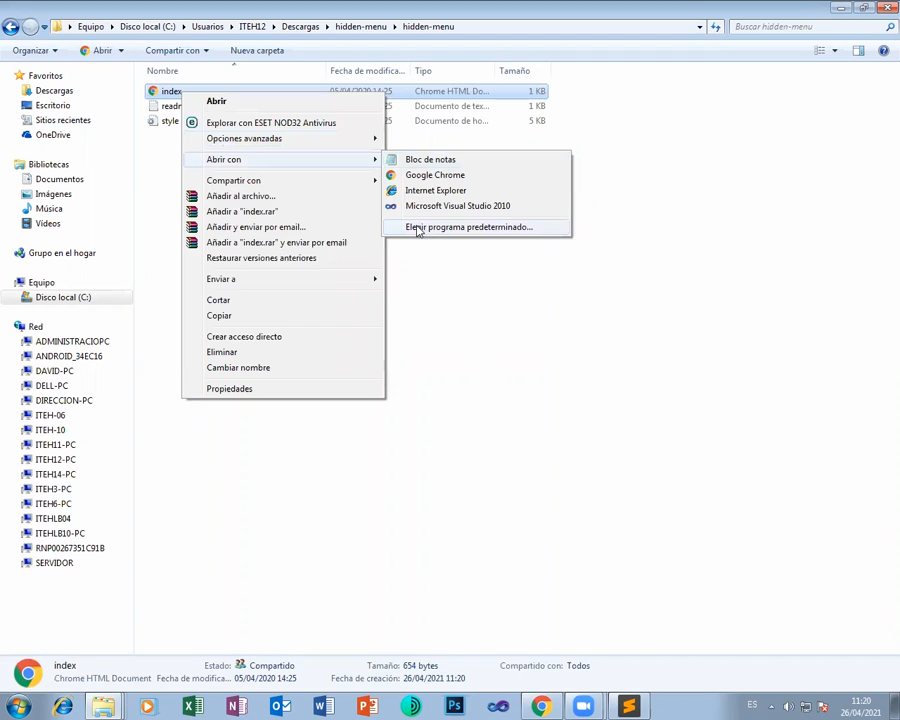 Equipo ▸ Disco local (C:) ▸ Usuarios ▸ ITEH12 ▸ Descargas ▸ hidden-menu ▸ hidden-menu
Buscar hidden-menu
Organizar
Abrir
Compartir con
Nueva carpeta
Favoritos
Descargas
Escritorio
Sitios recientes
OneDrive
Bibliotecas
Documentos
Imágenes
Música
Vídeos
Grupo en el hogar
Equipo
Disco local (C:)
Red
ADMINISTRACIOPC
ANDROID_34EC16
DAVID-PC
DELL-PC
DIRECCION-PC
ITEH-06
ITEH-10
ITEH11-PC
ITEH12-PC
ITEH14-PC
ITEH3-PC
ITEH6-PC
ITEHLB04
ITEHLB10-PC
RNP00267351C91B
SERVIDOR
Nombre Fecha de modifica... Tipo Tamaño
index 05/04/2020 14:25 Chrome HTML Do... 1 KB
Documento de tex... 1 KB
style Documento de ho... 5 KB
Abrir
Explorar con ESET NOD32 Antivirus
Opciones avanzadas
Abrir con
Compartir con
Añadir al archivo...
Añadir a "index.rar"
Añadir y enviar por email...
Añadir a "index.rar" y enviar por email
Restaurar versiones anteriores
Enviar a
Cortar
Copiar
Crear acceso directo
Eliminar
Cambiar nombre
Propiedades
Bloc de notas
Google Chrome
Internet Explorer
Microsoft Visual Studio 2010
Elegir programa predeterminado...
index Estado: Compartido Tamaño: 654 bytes Compartido con: Todos
Chrome HTML Document Fecha de modifica... 05/04/2020 14:25 Fecha de creación: 26/04/2021 11:20
ES
11:20
26/04/2021